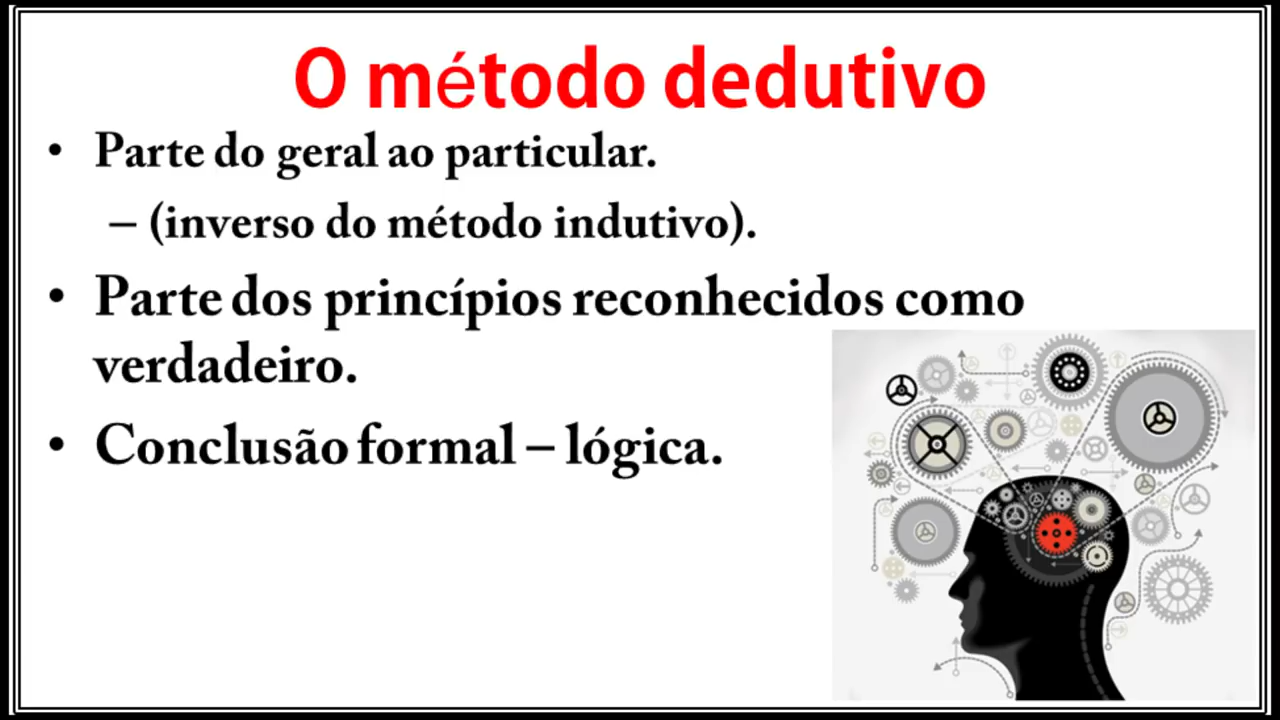 O método dedutivo
• Parte do geral ao particular.
– (inverso do método indutivo).
• Parte dos princípios reconhecidos como
verdadeiro.
• Conclusão formal – lógica.